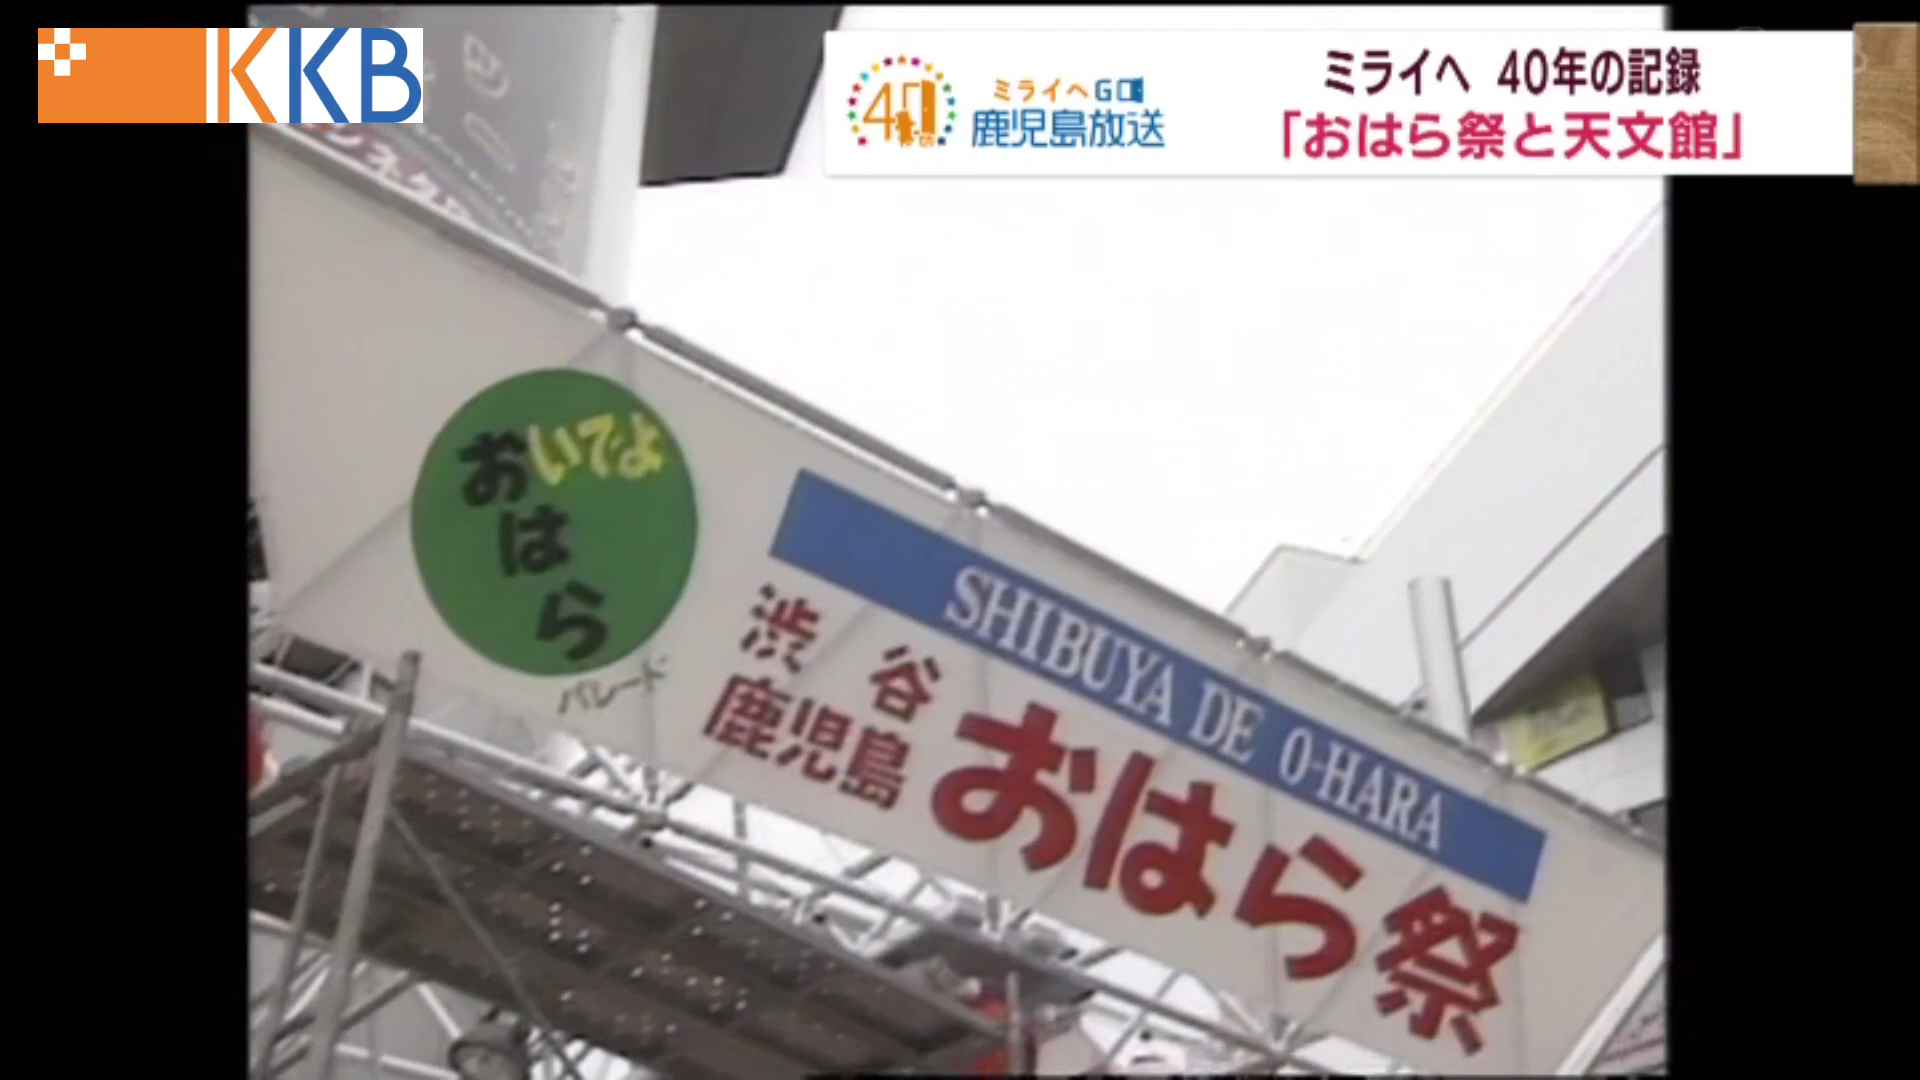 KKB
40
ミライへGO
鹿児島放送
ミライへ 40年の記録
「おはら祭と天文館」
おいでよ
おはら
パレード
SHIBUYA DE O-HARA
渋谷
鹿児島
おはら祭